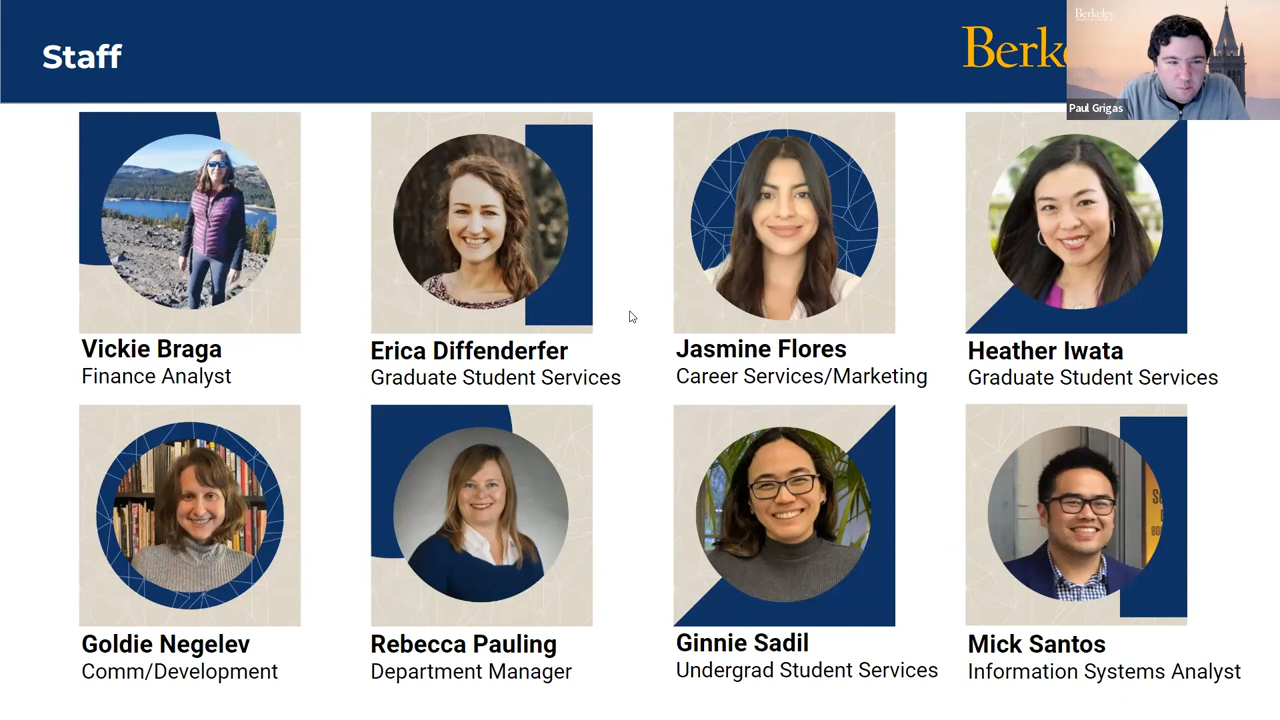 Staff
Berke
Berkeley
Paul Grigas
Vickie Braga
Finance Analyst
Erica Diffenderfer
Graduate Student Services
Jasmine Flores
Career Services/Marketing
Heather Iwata
Graduate Student Services
Goldie Negelev
Comm/Development
Rebecca Pauling
Department Manager
Ginnie Sadil
Undergrad Student Services
Mick Santos
Information Systems Analyst